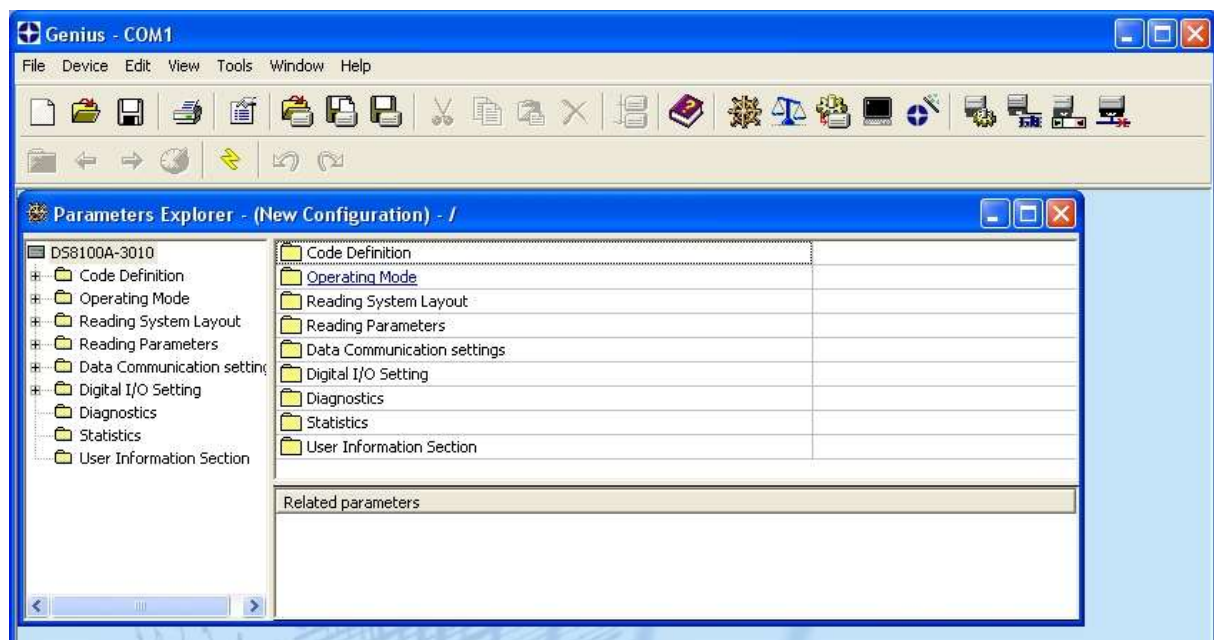 Genius - COM1
File Device Edit View Tools Window Help
Parameters Explorer - (New Configuration) - /
DS8100A-3010
Code Definition
Operating Mode
Reading System Layout
Reading Parameters
Data Communication setting
Digital I/O Setting
Diagnostics
Statistics
User Information Section
Code Definition
Operating Mode
Reading System Layout
Reading Parameters
Data Communication settings
Digital I/O Setting
Diagnostics
Statistics
User Information Section
Related parameters